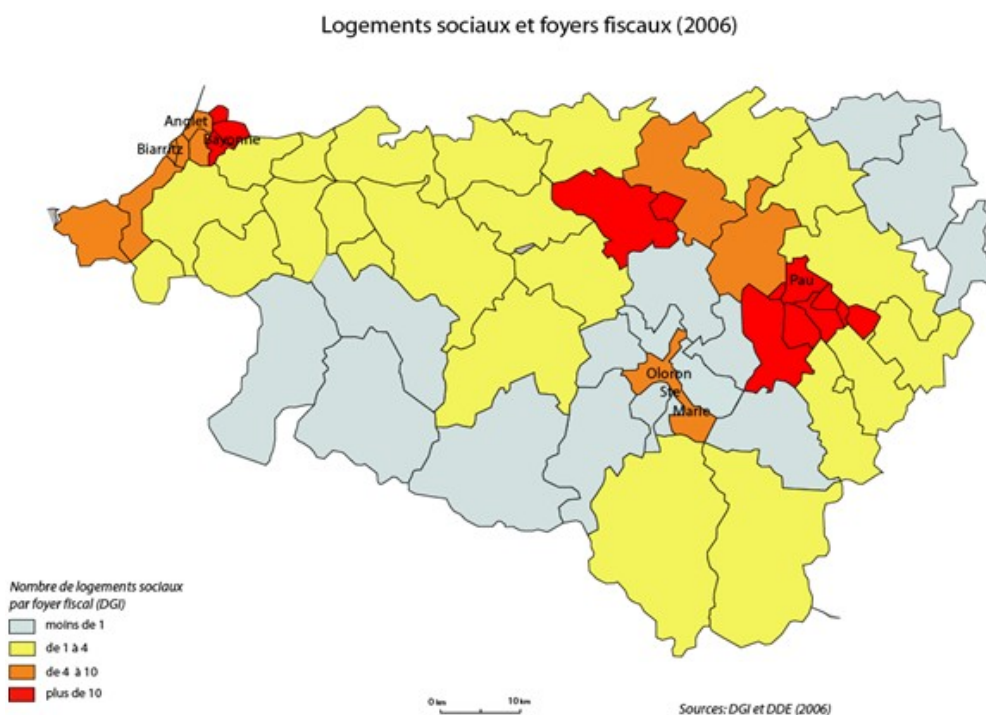 Logements sociaux et foyers fiscaux (2006)
Anglet
Bayonne
Biarritz
Pau
Oloron
Ste
Marie
Nombre de logements sociaux
par foyer fiscal (DGI)
moins de 1
de 1 à 4
de 4 à 10
plus de 10
0 km 10 km
Sources: DGI et DDE (2006)